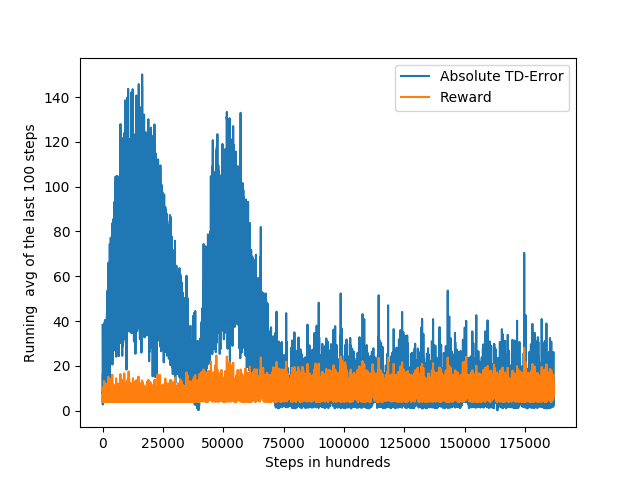 Absolute TD-Error
Reward
140
120
100
80
60
40
20
0
Running  avg of the last 100 steps
0 25000 50000 75000 100000 125000 150000 175000
Steps in hundreds